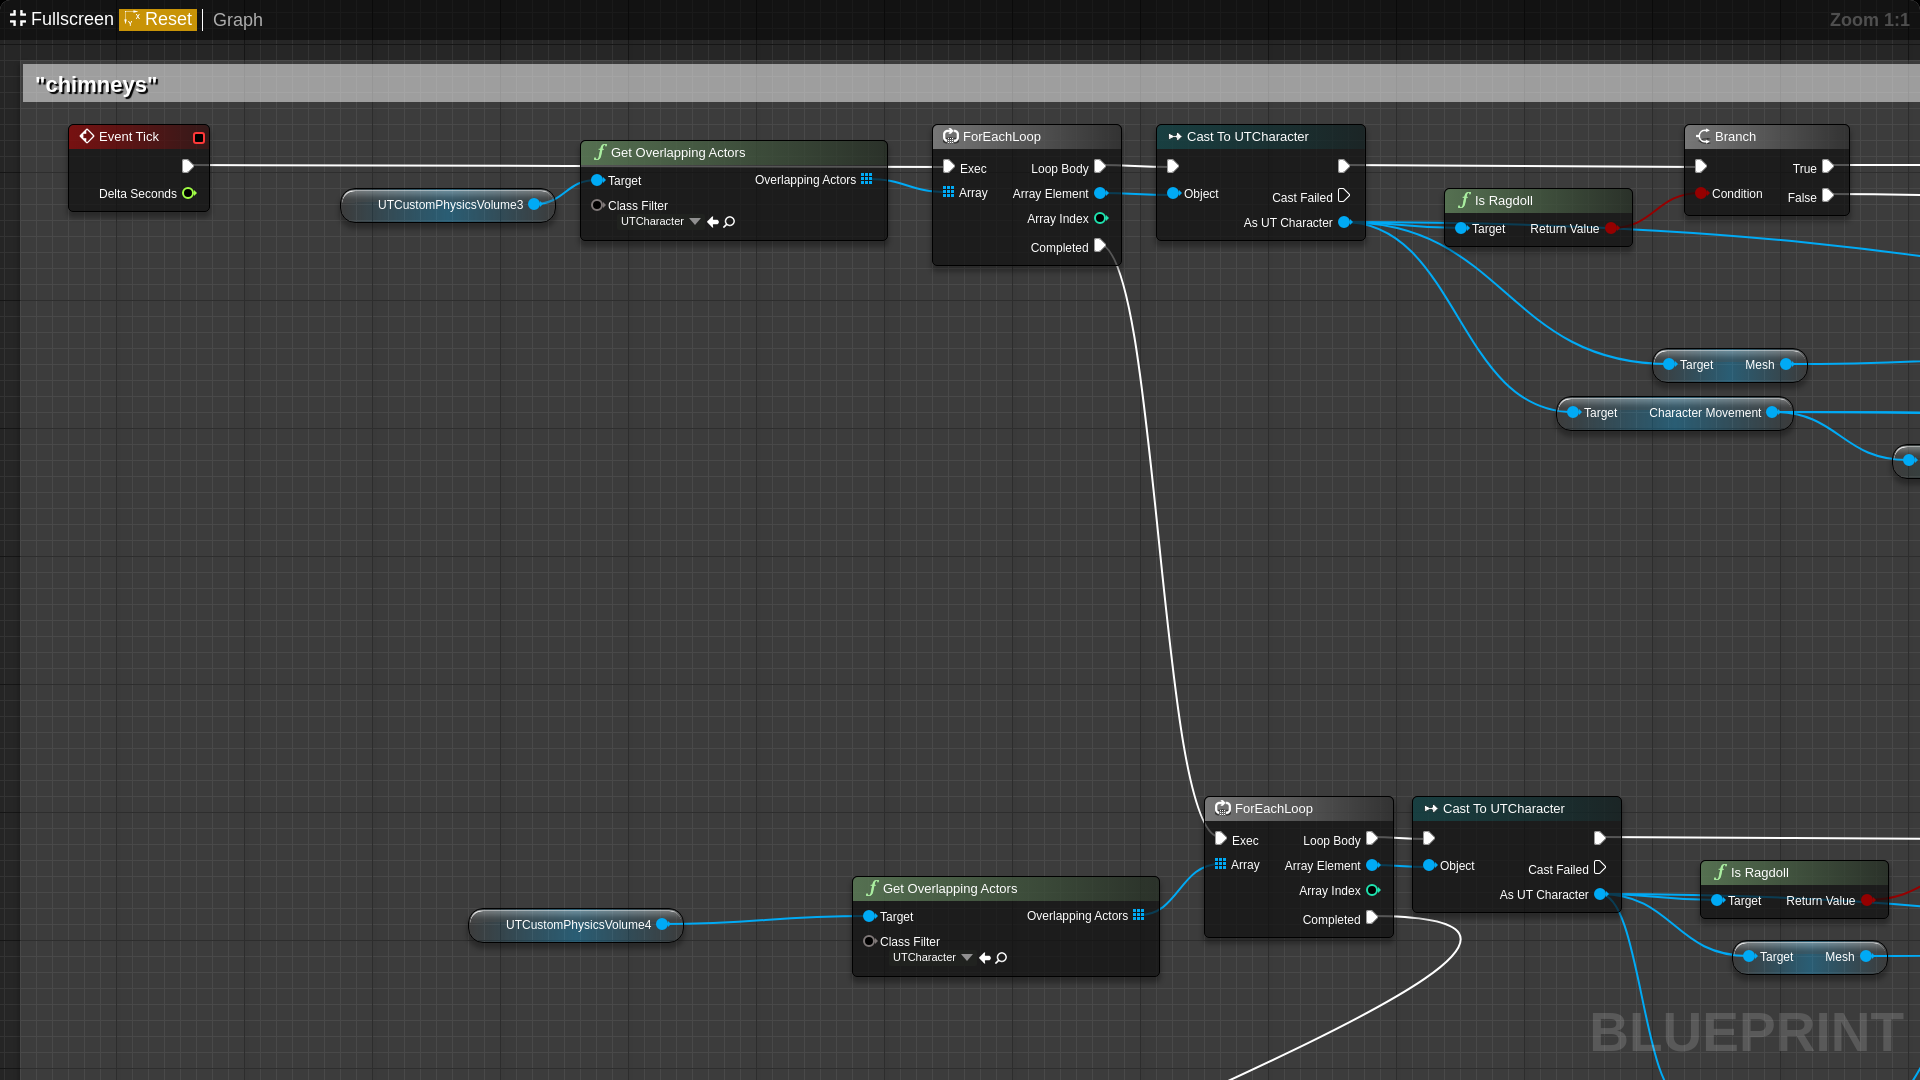 Fullscreen Reset Graph Zoom 1:1
"chimneys"
Event Tick
Delta Seconds
UTCustomPhysicsVolume3
Get Overlapping Actors
Target Overlapping Actors
Class Filter
UTCharacter
ForEachLoop
Exec Loop Body
Array Array Element
Array Index
Completed
Cast To UTCharacter
Object Cast Failed
As UT Character
Is Ragdoll
Target Return Value
Branch
True
Condition False
Target Mesh
Target Character Movement
ForEachLoop
Exec Loop Body
Array Array Element
Array Index
Completed
Cast To UTCharacter
Object Cast Failed
As UT Character
Is Ragdoll
Target Return Value
Get Overlapping Actors
Target Overlapping Actors
Class Filter
UTCharacter
UTCustomPhysicsVolume4
Target Mesh
BLUEPRINT